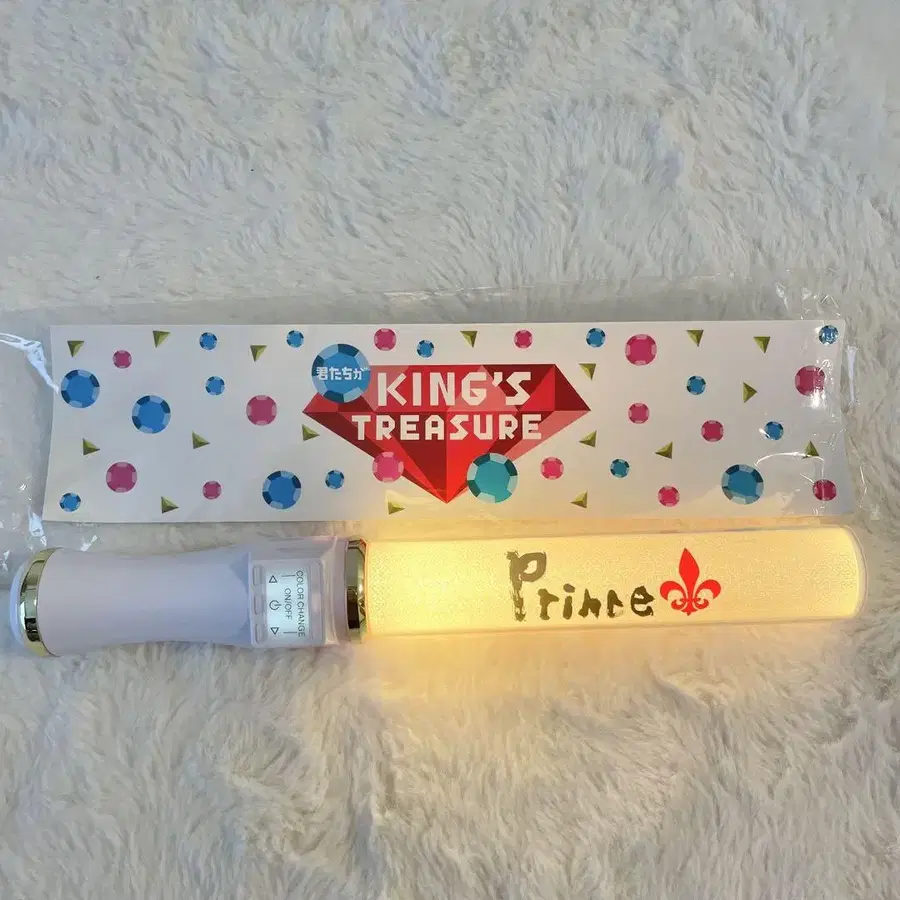 君たちが
KING'S
TREASURE
COLOR CHANGE
ON/OFF
Prince